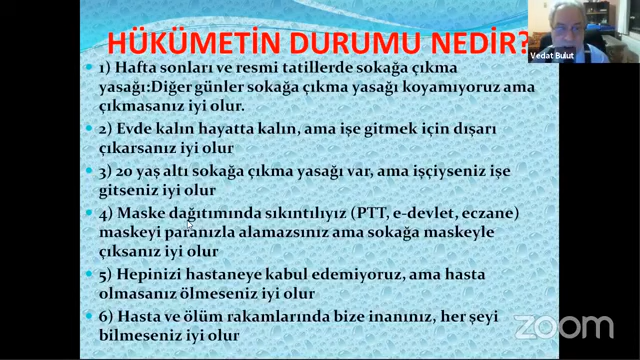 HÜKÜMETİN DURUMU NEDİR?
Vedat Bulut
1) Hafta sonları ve resmi tatillerde sokağa çıkma
yasağı:Diğer günler sokağa çıkma yasağı koyamıyoruz ama
çıkmasanız iyi olur.
2) Evde kalın hayatta kalın, ama işe gitmek için dışarı
çıkarsanız iyi olur
3) 20 yaş altı sokağa çıkma yasağı var, ama işçiyseniz işe
gitseniz iyi olur
4) Maske dağıtımında sıkıntılıyız (PTT, e-devlet, eczane)
maskeyi paranızla alamazsınız ama sokağa maskeyle
çıksanız iyi olur
5) Hepinizi hastaneye kabul edemiyoruz, ama hasta
olmasanız ölmeseniz iyi olur
6) Hasta ve ölüm rakamlarında bize inanınız, her şeyi
bilmeseniz iyi olur
zoom